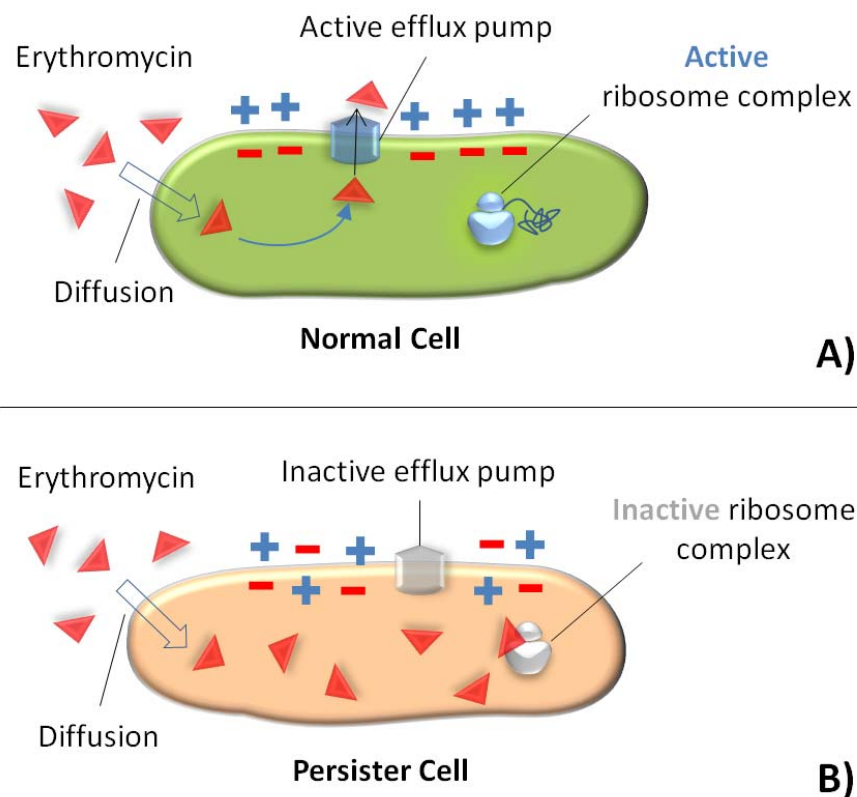 Active efflux pump
Erythromycin
Active
ribosome complex
Diffusion
Normal Cell
A)
Inactive efflux pump
Erythromycin
Inactive ribosome
complex
Diffusion
Persister Cell
B)